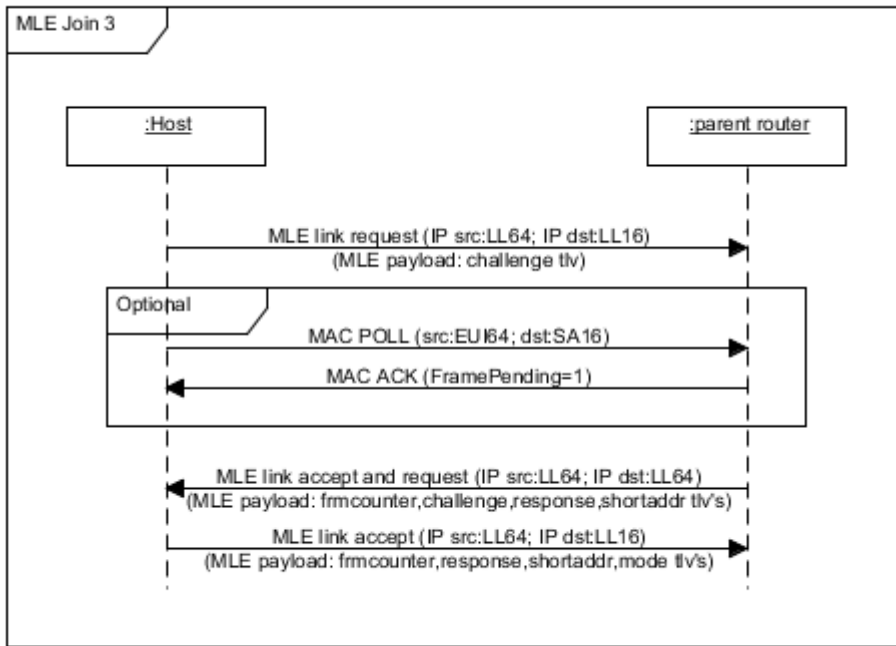 MLE Join 3
:Host
:parent router
MLE link request (IP src:LL64; IP dst:LL16)
(MLE payload: challenge tlv)
Optional
MAC POLL (src:EUI64; dst:SA16)
MAC ACK (FramePending=1)
MLE link accept and request (IP src:LL64; IP dst:LL64)
(MLE payload: frmcounter,challenge,response,shortaddr tlv's)
MLE link accept (IP src:LL64; IP dst:LL16)
(MLE payload: frmcounter,response,shortaddr,mode tlv's)